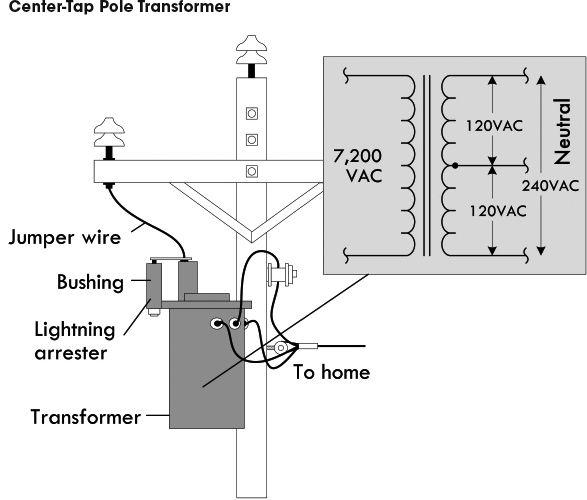 Center-Tap Pole Transformer
7,200
VAC
120VAC
120VAC
240VAC
Neutral
Jumper wire
Bushing
Lightning
arrester
Transformer
To home